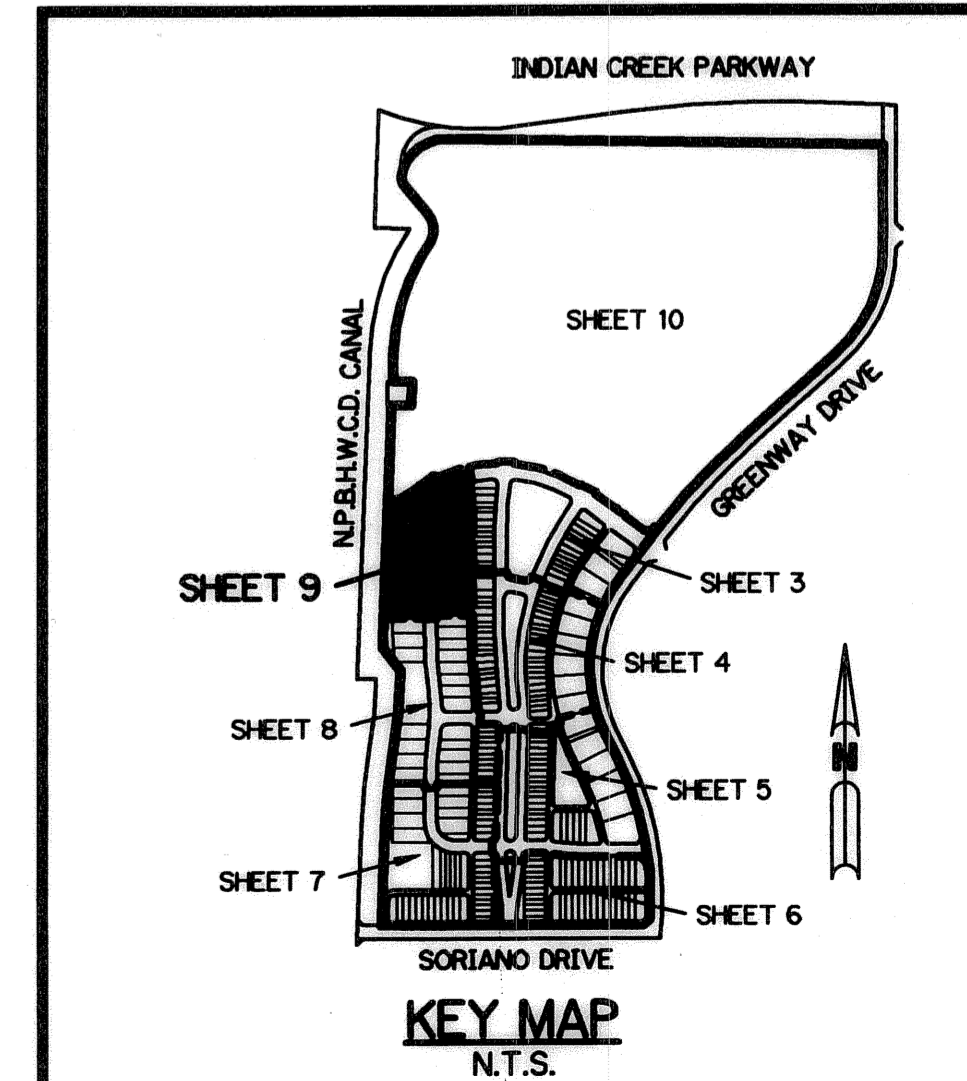 INDIAN CREEK PARKWAY
SHEET 10
N.P.B.H.W.C.D. CANAL
GREENWAY DRIVE
SHEET 9
SHEET 3
SHEET 4
SHEET 8
N
SHEET 5
SHEET 7
SHEET 6
SORIANO DRIVE
KEY MAP
N.T.S.